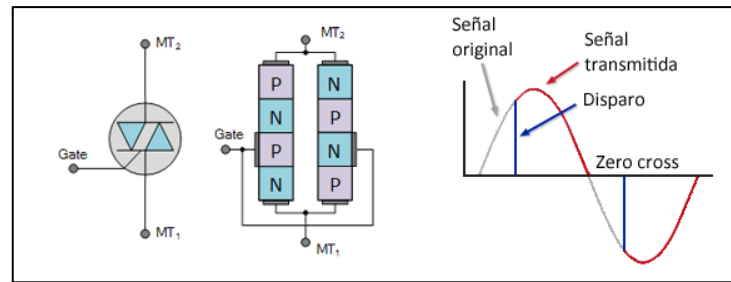 MT₂
Gate
MT₁
MT₂
P
N
P
N
N
P
N
P
Gate
MT₁
Señal
original
Señal
transmitida
Disparo
Zero cross